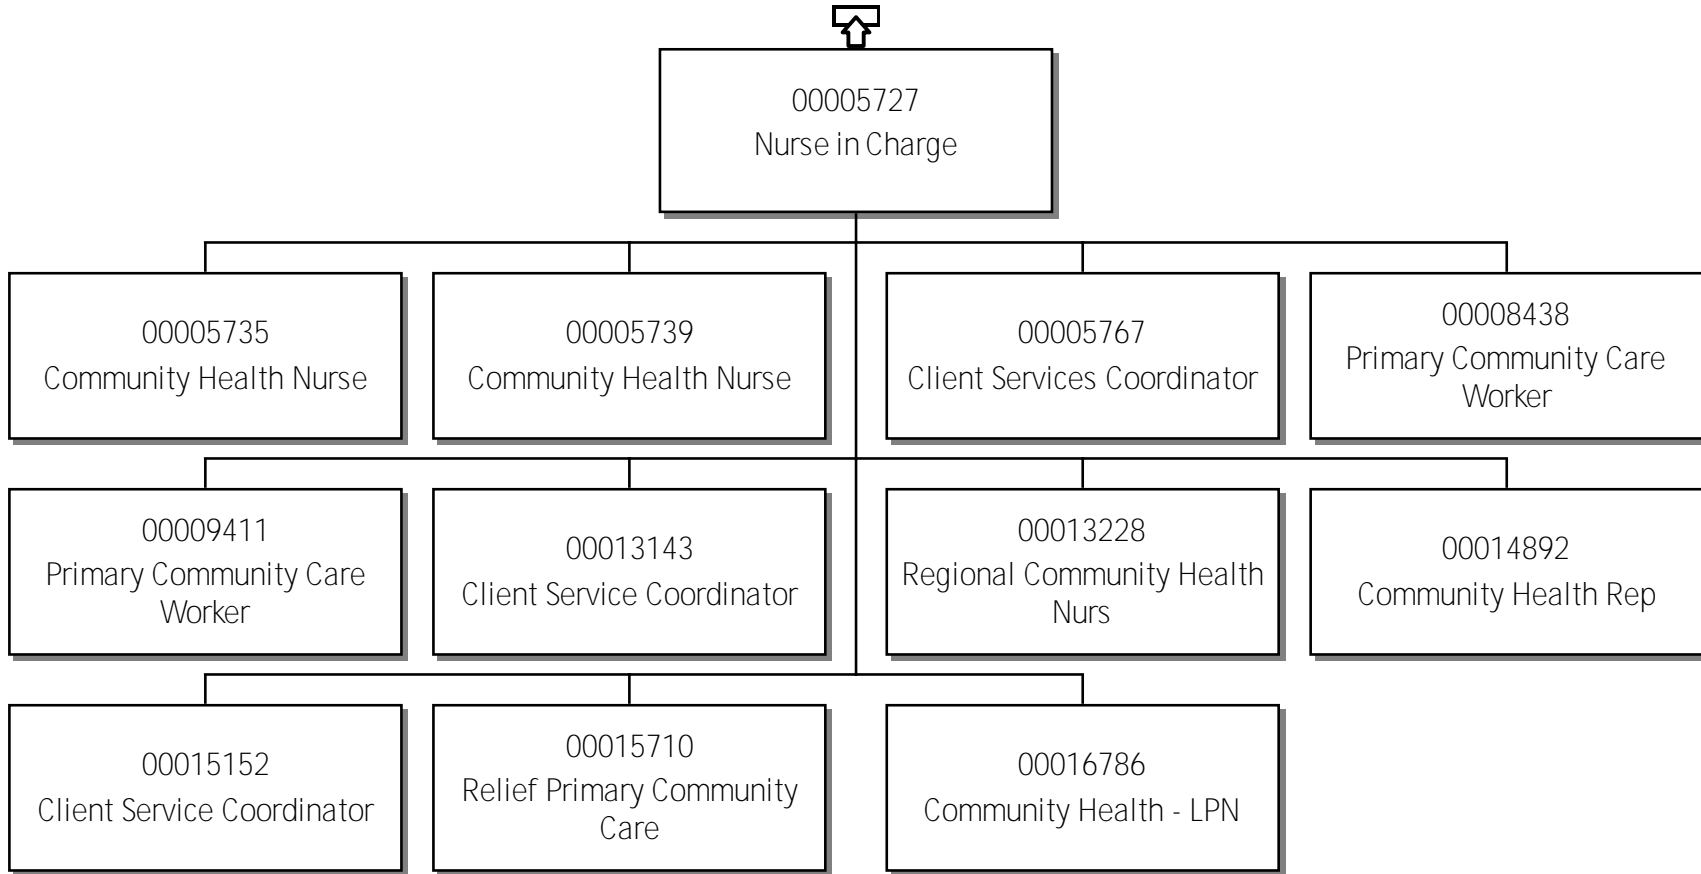 00005727
Nurse in Charge
00005735
Community Health Nurse
00005739
Community Health Nurse
00005767
Client Services Coordinator
00008438
Primary Community Care
Worker
00009411
Primary Community Care
Worker
00013143
Client Service Coordinator
00013228
Regional Community Health
Nurs
00014892
Community Health Rep
00015152
Client Service Coordinator
00015710
Relief Primary Community
Care
00016786
Community Health - LPN